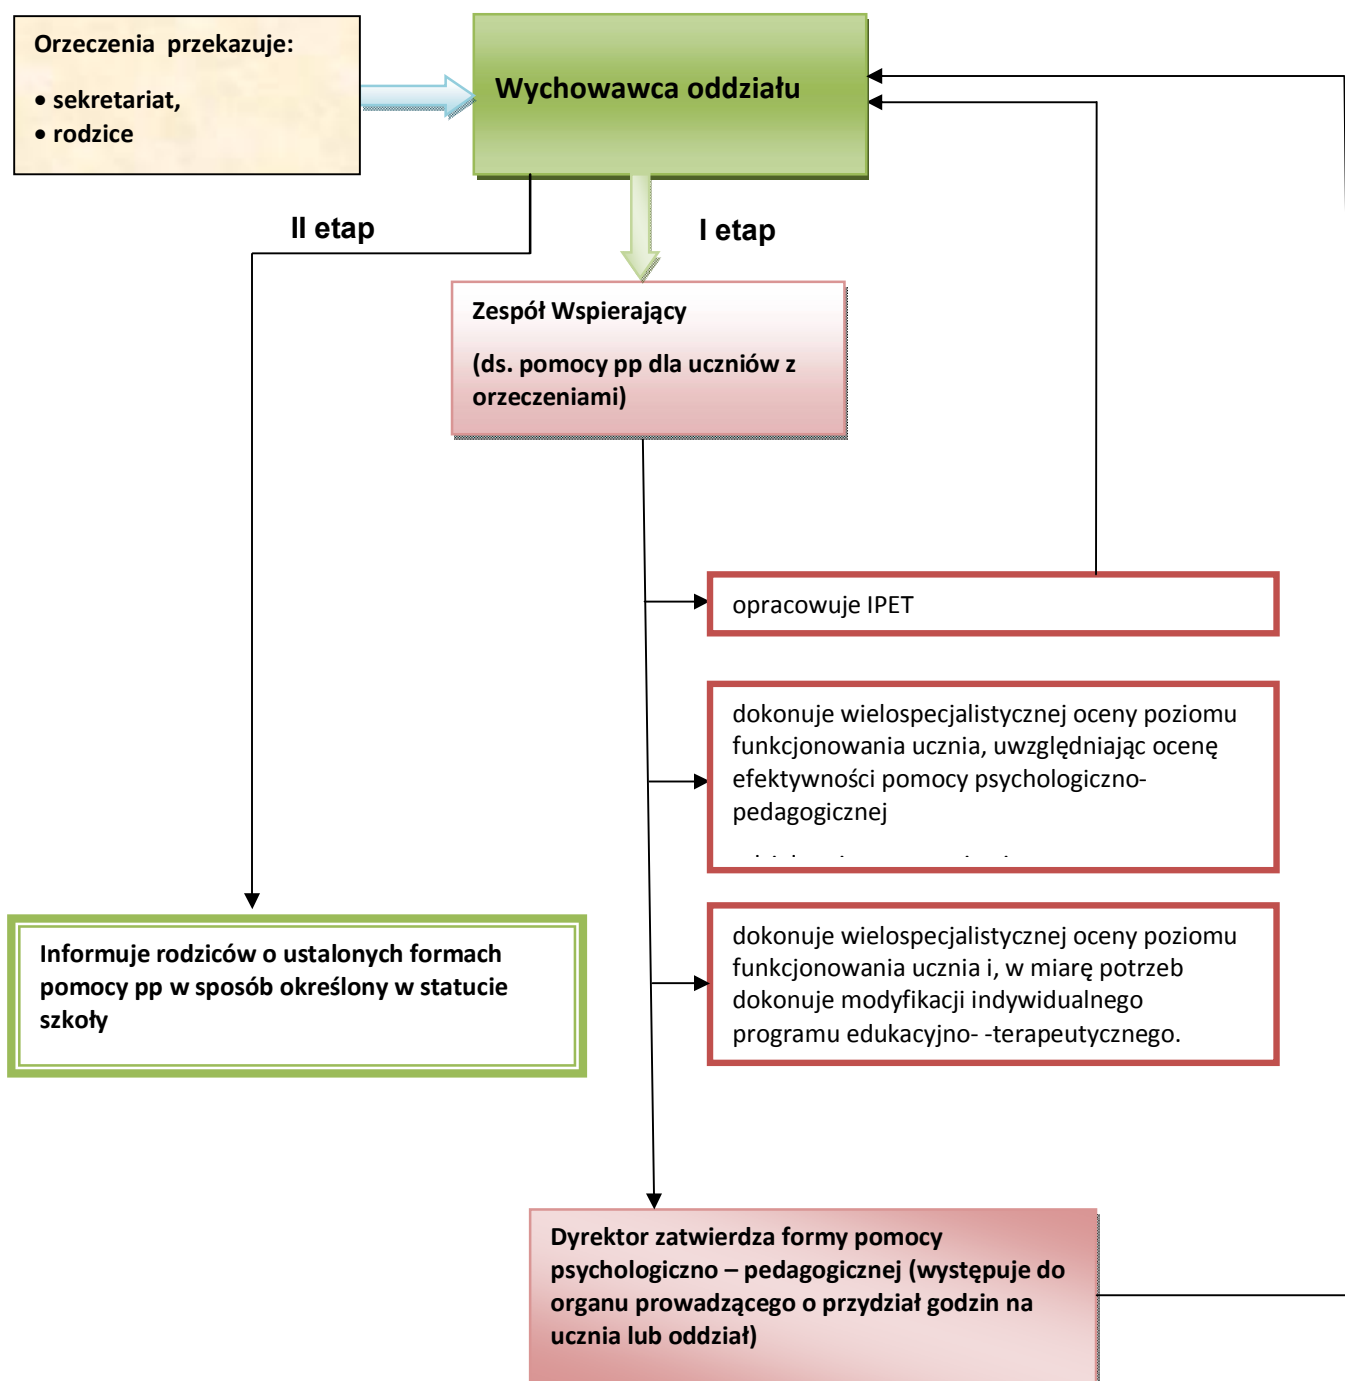 Orzeczenia przekazuje:
• sekretariat,
• rodzice
Wychowawca oddziału
II etap
I etap
Zespół Wspierający
(ds. pomocy pp dla uczniów z
orzeczeniami)
opracowuje IPET
dokonuje wielospecjalistycznej oceny poziomu
funkcjonowania ucznia, uwzględniając ocenę
efektywności pomocy psychologiczno-
pedagogicznej
dokonuje wielospecjalistycznej oceny poziomu
funkcjonowania ucznia i, w miarę potrzeb
dokonuje modyfikacji indywidualnego
programu edukacyjno- -terapeutycznego.
Informuje rodziców o ustalonych formach
pomocy pp w sposób określony w statucie
szkoły
Dyrektor zatwierdza formy pomocy
psychologiczno – pedagogicznej (występuje do
organu prowadzącego o przydział godzin na
ucznia lub oddział)